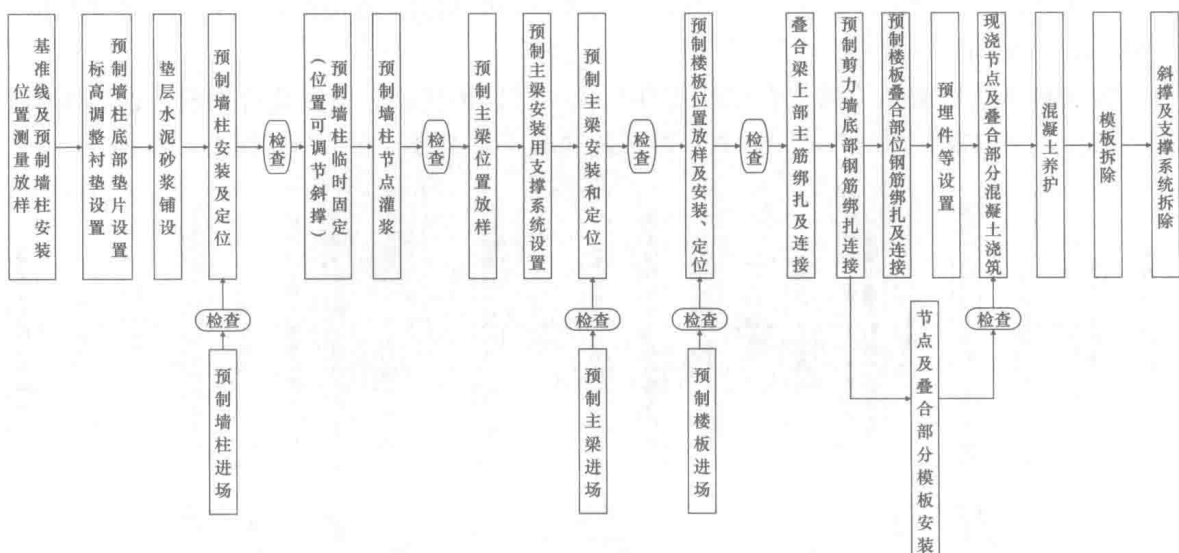 基准线及预制墙柱安装
位置测量放样
预制墙柱底部垫片设置
标高调整衬垫设置
垫层水泥砂浆铺设
预制墙柱安装及定位
检查
预制墙柱临时固定
（位置可调节斜撑）
预制墙柱节点灌浆
检查
预制主梁位置放样
预制主梁安装用支撑系统设置
预制主梁安装和定位
检查
预制楼板位置放样及安装、定位
检查
叠合梁上部主筋绑扎及连接
预制剪力墙底部钢筋绑扎连接
预制楼板叠合部位钢筋绑扎及连接
预埋件等设置
现浇节点及叠合部分混凝土浇筑
混凝土养护
模板拆除
斜撑及支撑系统拆除
检查
检查
检查
检查
预制墙柱进场
预制主梁进场
预制楼板进场
节点及叠合部分模板安装